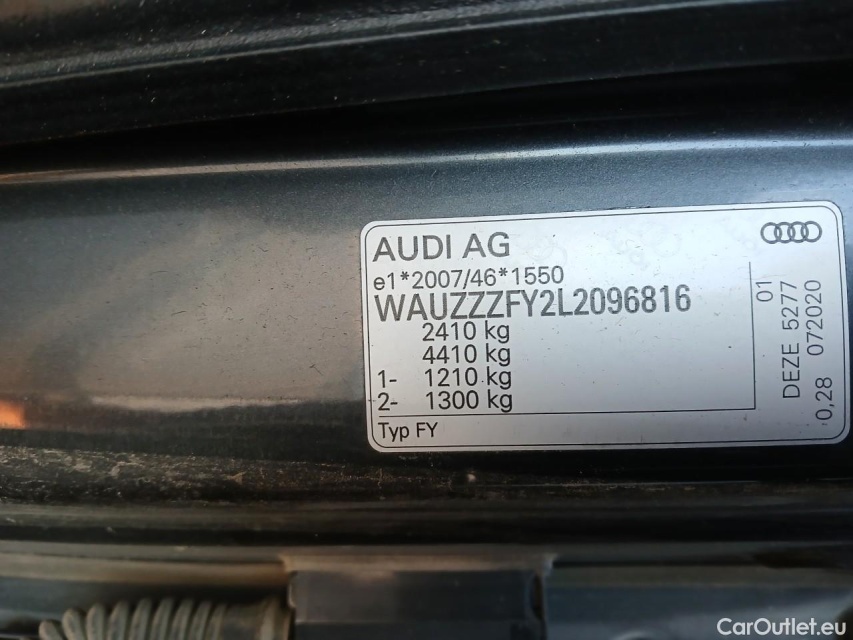 AUDI AG
e1*2007/46*1550
WAUZZZFY2L2096816
2410 kg
4410 kg
1- 1210 kg
2- 1300 kg
Typ FY
01
DEZE 5277
0,28 072020
CarOutlet.eu